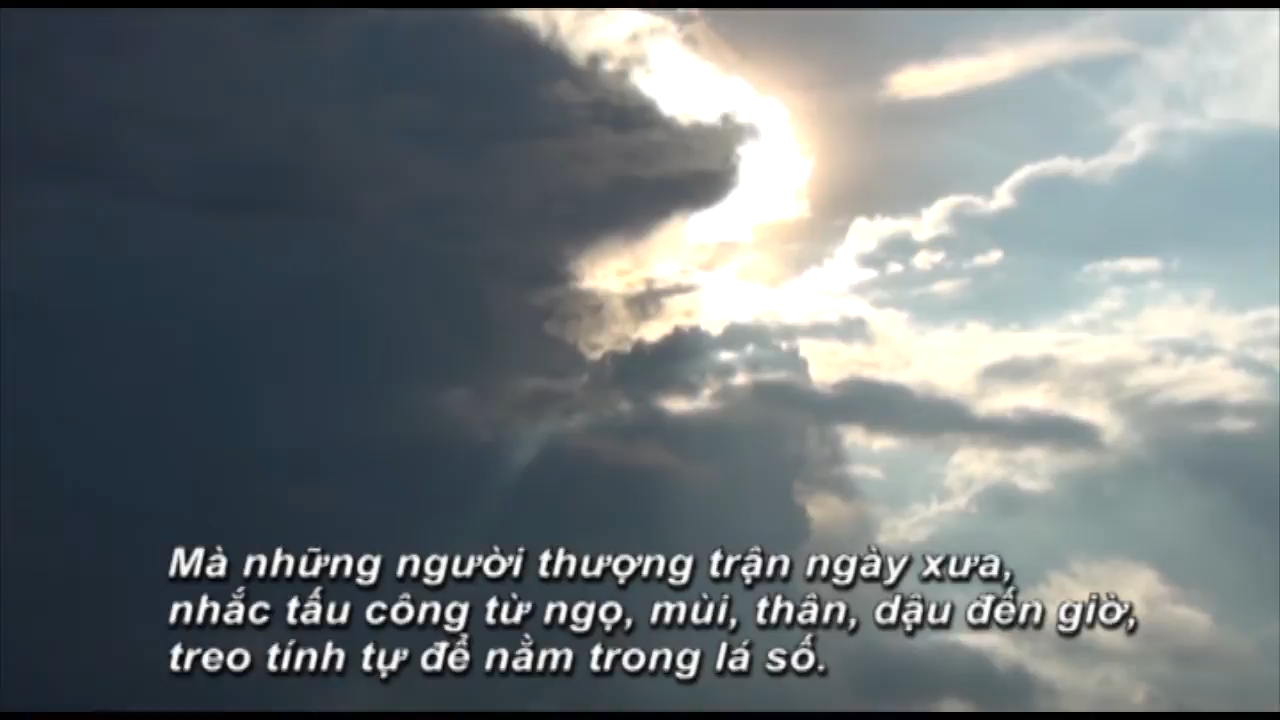 Mà những người thượng trận ngày xưa,
nhắc tấu công từ ngọ, mùi, thân, dậu đến giờ,
treo tính tự để nằm trong lá số.